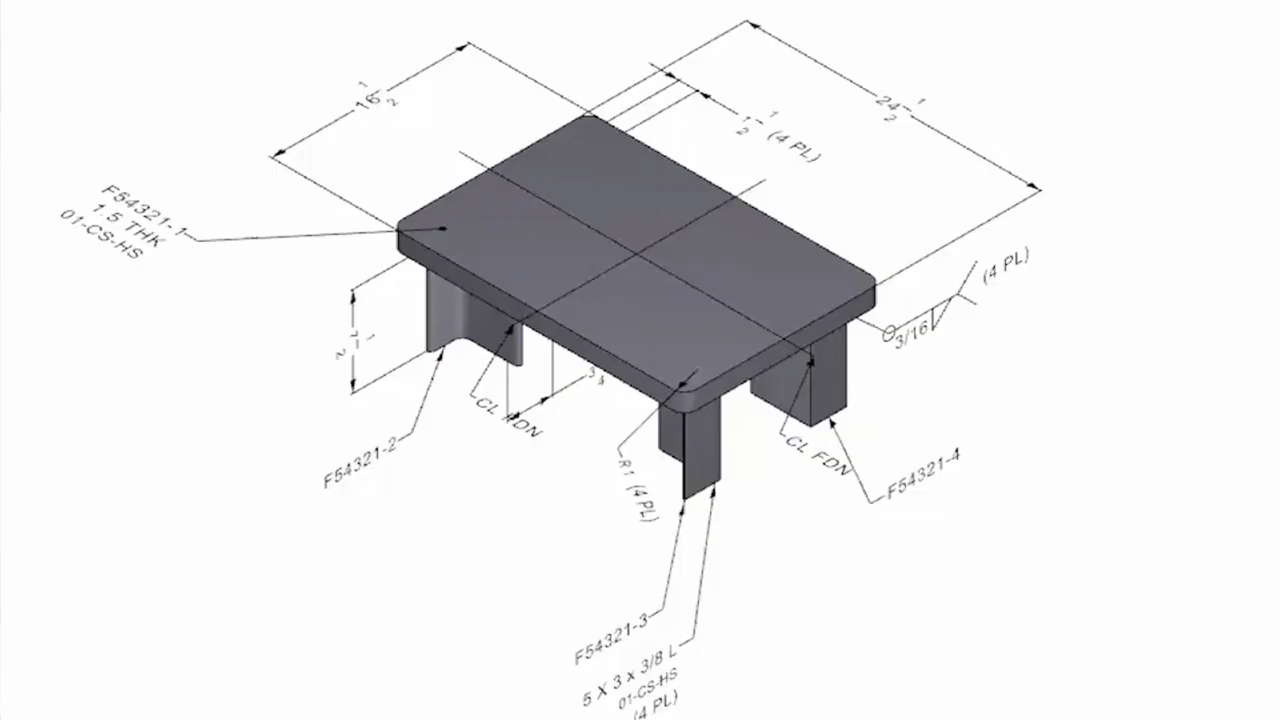 16 1/2
24 1/2
1 1/2 (4 PL)
F54321-1
1.5 THK
01-CS-HS
(4 PL)
3/16
7 1/2
3/4
CL FDN
CL FDN
F54321-2
R1 (4 PL)
F54321-4
F54321-3
5 X 3 x 3/8 L
01-CS-HS
(4 PL)